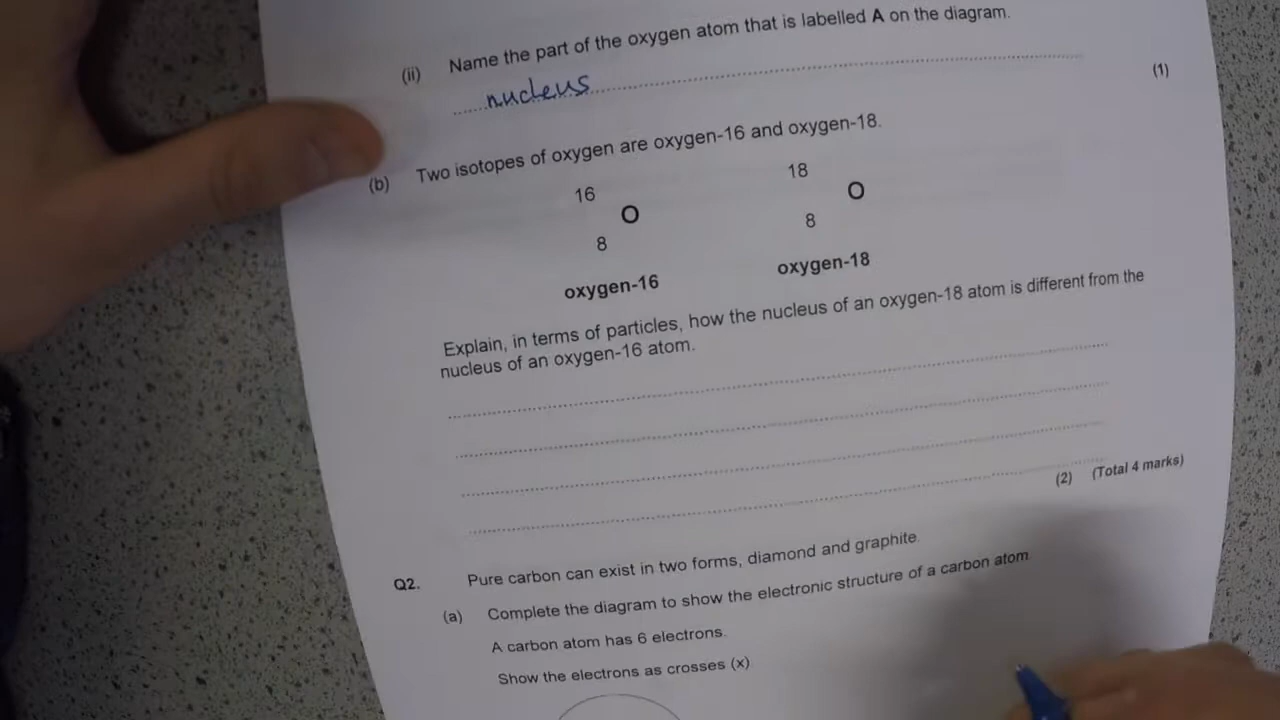 (ii) Name the part of the oxygen atom that is labelled A on the diagram.
nucleus
(1)
(b) Two isotopes of oxygen are oxygen-16 and oxygen-18.
16 18
O O
8 8
oxygen-16 oxygen-18
Explain, in terms of particles, how the nucleus of an oxygen-18 atom is different from the
nucleus of an oxygen-16 atom.
(2) (Total 4 marks)
Q2. Pure carbon can exist in two forms, diamond and graphite.
(a) Complete the diagram to show the electronic structure of a carbon atom
A carbon atom has 6 electrons.
Show the electrons as crosses (x)